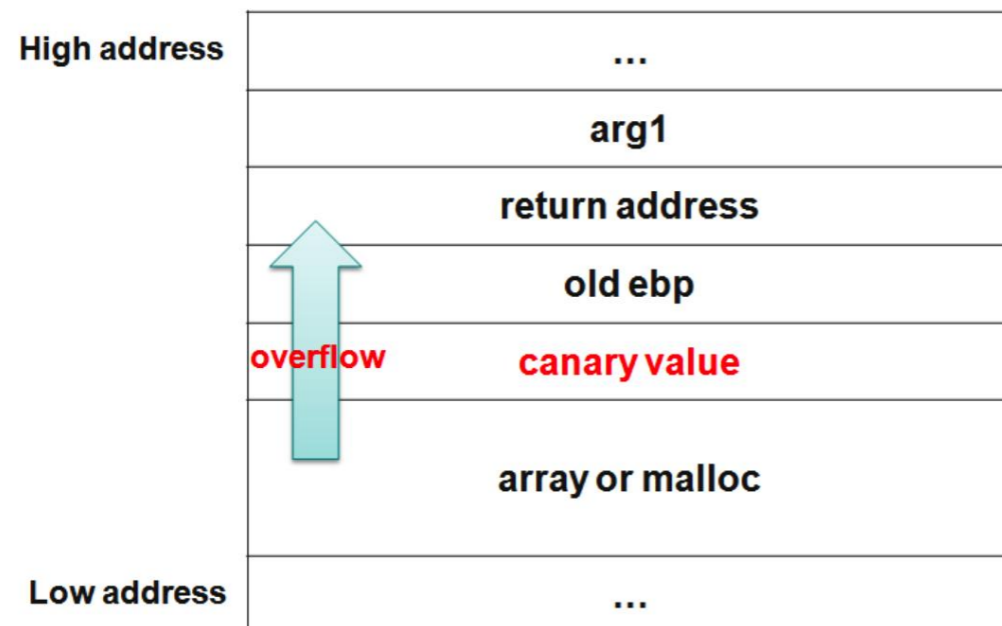 High address
...
arg1
return address
old ebp
overflow
canary value
array or malloc
Low address
...